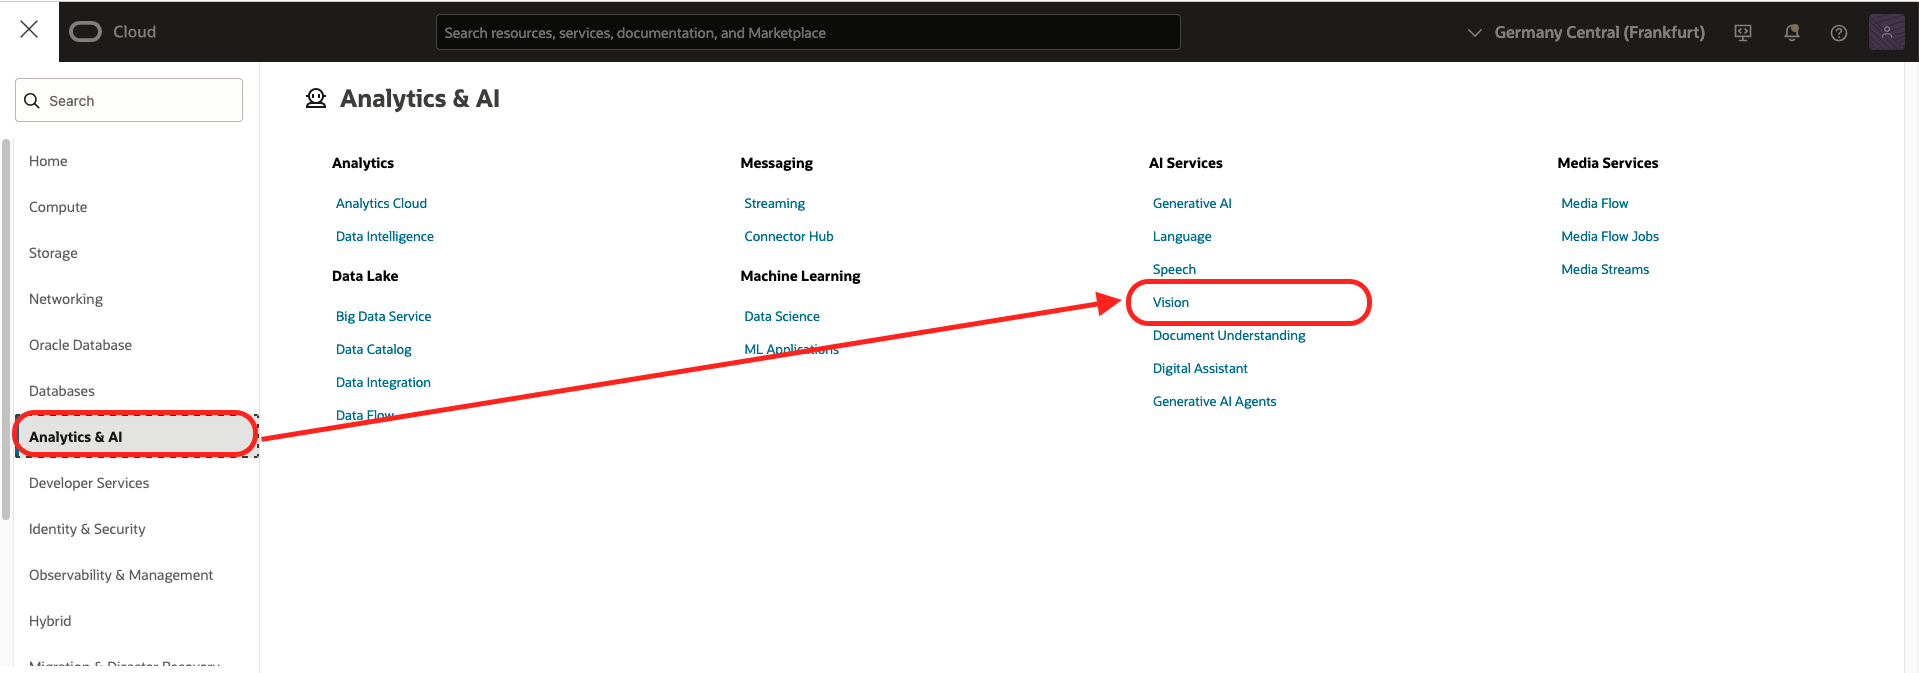 Cloud
Search resources, services, documentation, and Marketplace
Germany Central (Frankfurt)
Search
Home
Compute
Storage
Networking
Oracle Database
Databases
Analytics & AI
Developer Services
Identity & Security
Observability & Management
Hybrid
Migration & Disaster Recovery
Analytics & AI
Analytics
Analytics Cloud
Data Intelligence
Data Lake
Big Data Service
Data Catalog
Data Integration
Data Flow
Messaging
Streaming
Connector Hub
Machine Learning
Data Science
ML Applications
AI Services
Generative AI
Language
Speech
Vision
Document Understanding
Digital Assistant
Generative AI Agents
Media Services
Media Flow
Media Flow Jobs
Media Streams